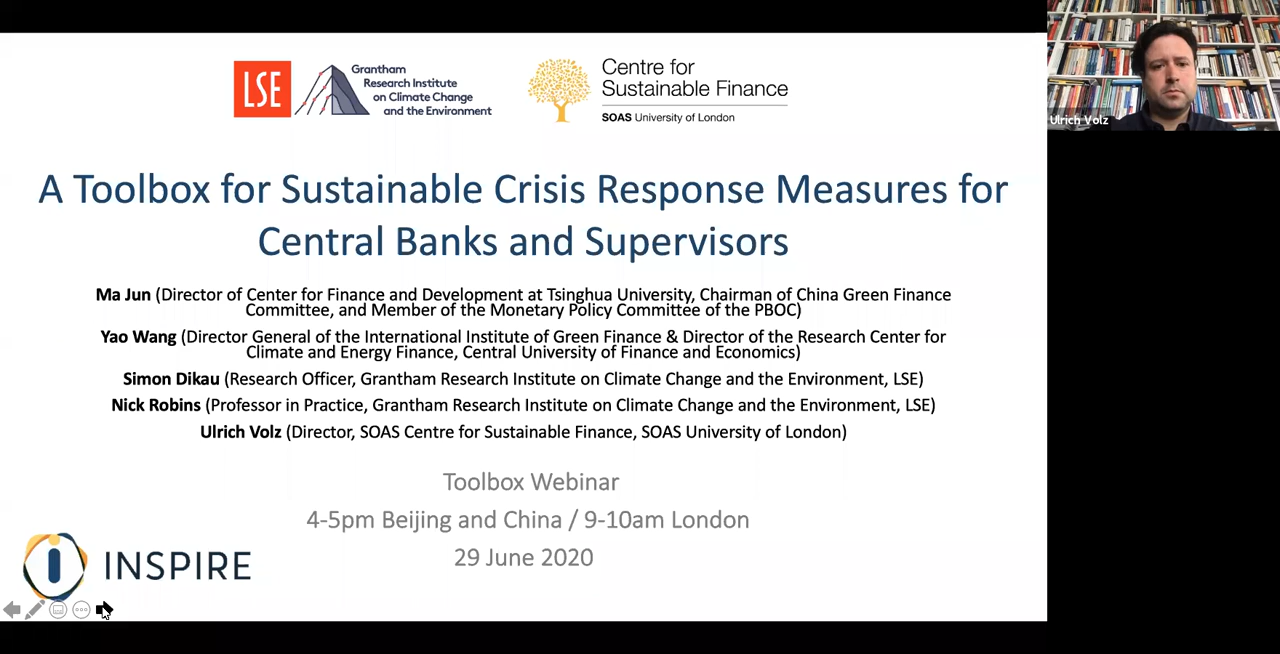 LSE
Grantham
Research Institute
on Climate Change
and the Environment
Centre for
Sustainable Finance
SOAS University of London
Ulrich Volz
A Toolbox for Sustainable Crisis Response Measures for
Central Banks and Supervisors
Ma Jun (Director of Center for Finance and Development at Tsinghua University, Chairman of China Green Finance
Committee, and Member of the Monetary Policy Committee of the PBOC)
Yao Wang (Director General of the International Institute of Green Finance & Director of the Research Center for
Climate and Energy Finance, Central University of Finance and Economics)
Simon Dikau (Research Officer, Grantham Research Institute on Climate Change and the Environment, LSE)
Nick Robins (Professor in Practice, Grantham Research Institute on Climate Change and the Environment, LSE)
Ulrich Volz (Director, SOAS Centre for Sustainable Finance, SOAS University of London)
Toolbox Webinar
4-5pm Beijing and China / 9-10am London
29 June 2020
INSPIRE